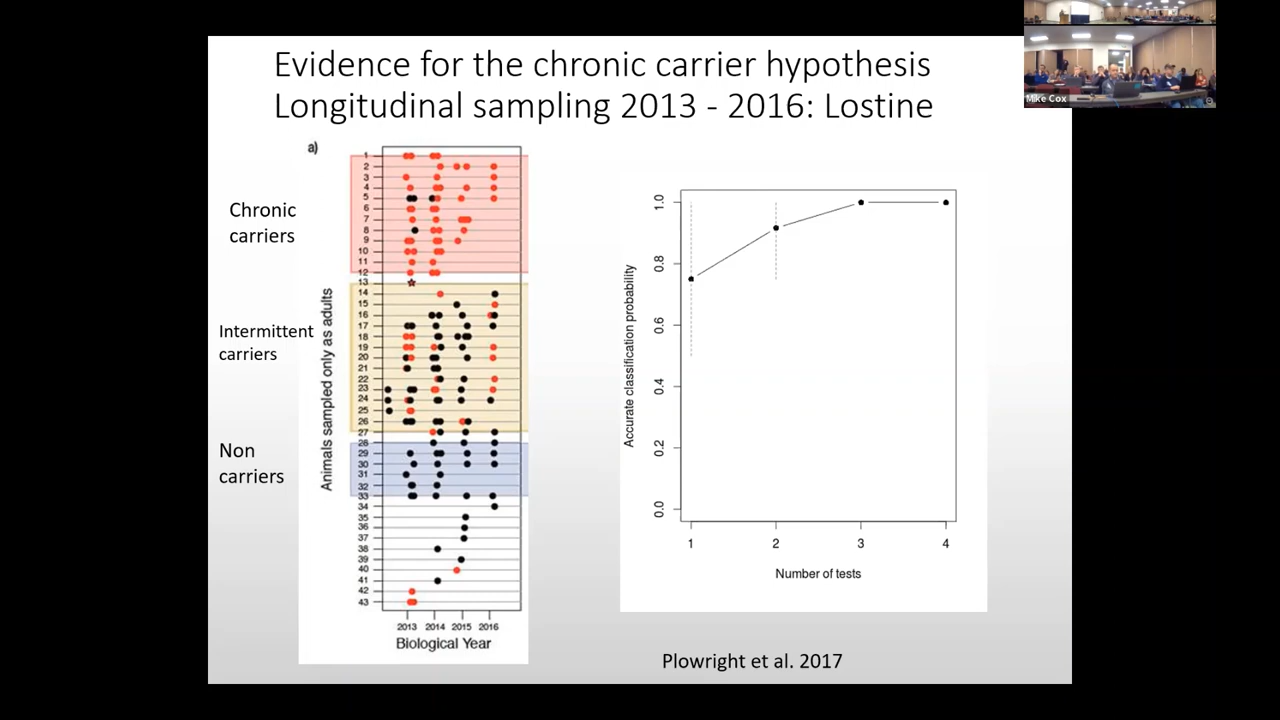 Evidence for the chronic carrier hypothesis
Longitudinal sampling 2013 - 2016: Lostine
Mike Cox
a)
Chronic
carriers
Intermittent
carriers
Non
carriers
Animals sampled only as adults
1
2
3
4
5
6
7
8
9
10
11
12
13
14
15
16
17
18
19
20
21
22
23
24
25
26
27
28
29
30
31
32
33
34
35
36
37
38
39
40
41
42
43
2013 2014 2015 2016
Biological Year
Accurate classification probability
1.0
0.8
0.6
0.4
0.2
0.0
1 2 3 4
Number of tests
Plowright et al. 2017